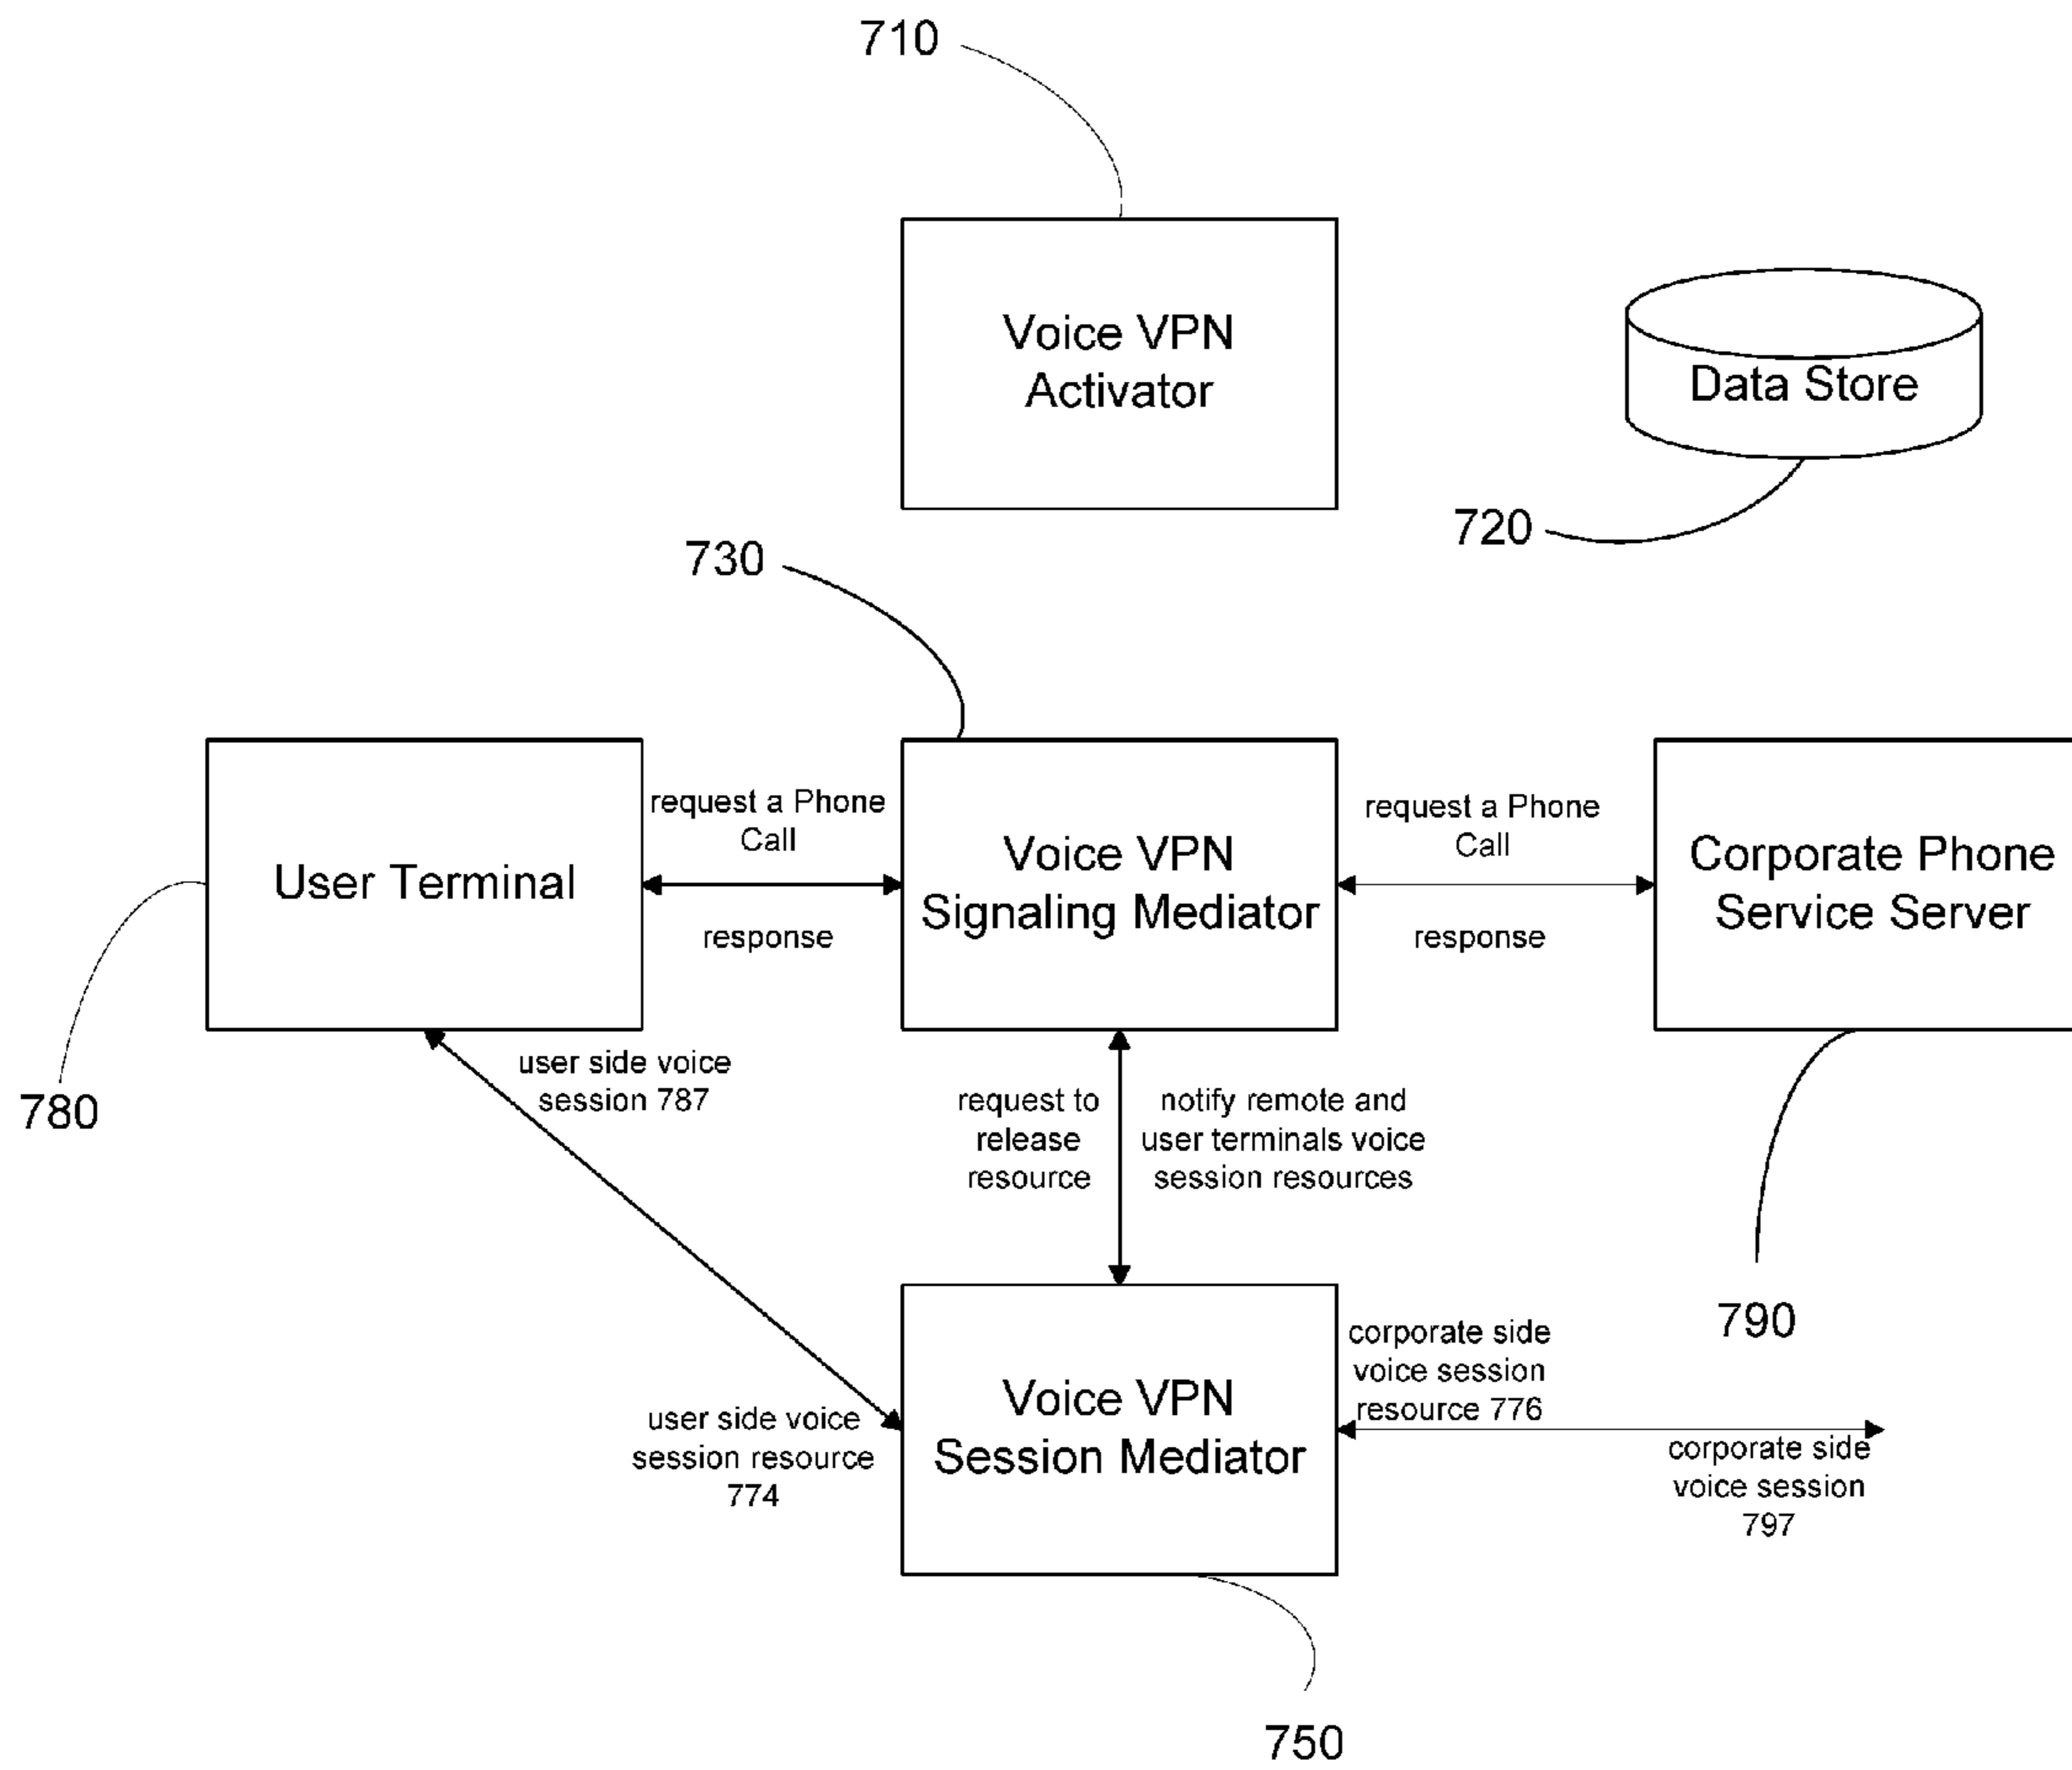 710
Voice VPN
Activator
Data Store
720
730
User Terminal
request a Phone
Call
response
Voice VPN
Signaling Mediator
request a Phone
Call
response
Corporate Phone
Service Server
780
user side voice
session 787
request to
release
resource
notify remote and
user terminals voice
session resources
790
user side voice
session resource
774
Voice VPN
Session Mediator
corporate side
voice session
resource 776
corporate side
voice session
797
750